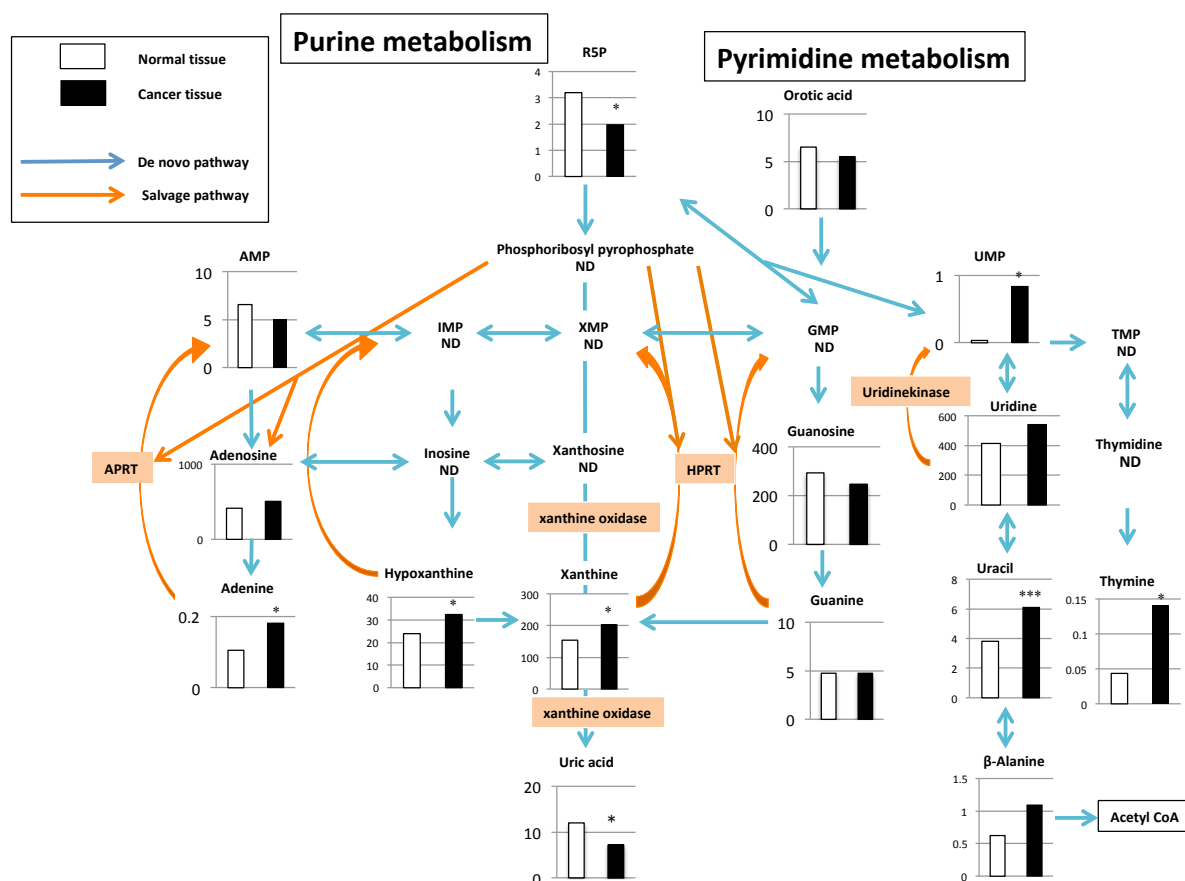 Purine metabolism
Pyrimidine metabolism
Normal tissue
Cancer tissue
De novo pathway
Salvage pathway
R5P
4
3
2
1
0
*
Orotic acid
10
5
0
Phosphoribosyl pyrophosphate
ND
AMP
10
5
0
IMP
ND
XMP
ND
GMP
ND
UMP
1
0
*
TMP
ND
Uridinekinase
Uridine
600
400
200
0
Thymidine
ND
APRT
Adenosine
1000
0
Inosine
ND
Xanthosine
ND
HPRT
Guanosine
400
200
0
xanthine oxidase
Adenine
0.2
0
*
Hypoxanthine
40
30
20
10
0
*
Xanthine
300
200
100
0
*
Guanine
10
5
0
Uracil
8
6
4
2
0
***
Thymine
0.15
0.1
0.05
0
*
xanthine oxidase
Uric acid
20
10
0
*
β-Alanine
1.5
1
0.5
0
Acetyl CoA